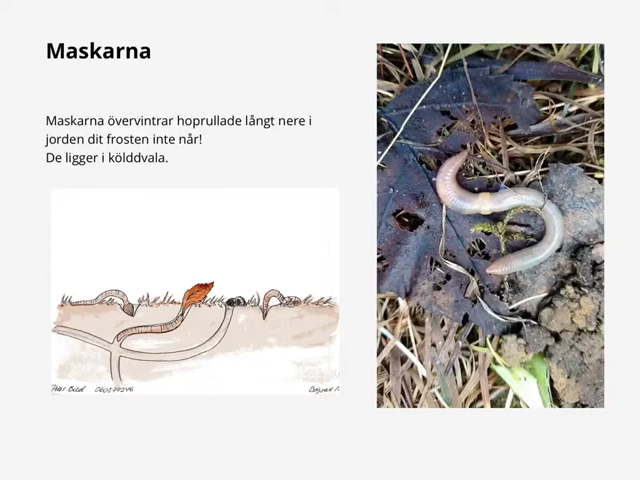 Maskarna
Maskarna övervintrar hoprullade långt nere i
jorden dit frosten inte når!
De ligger i kölddvala.